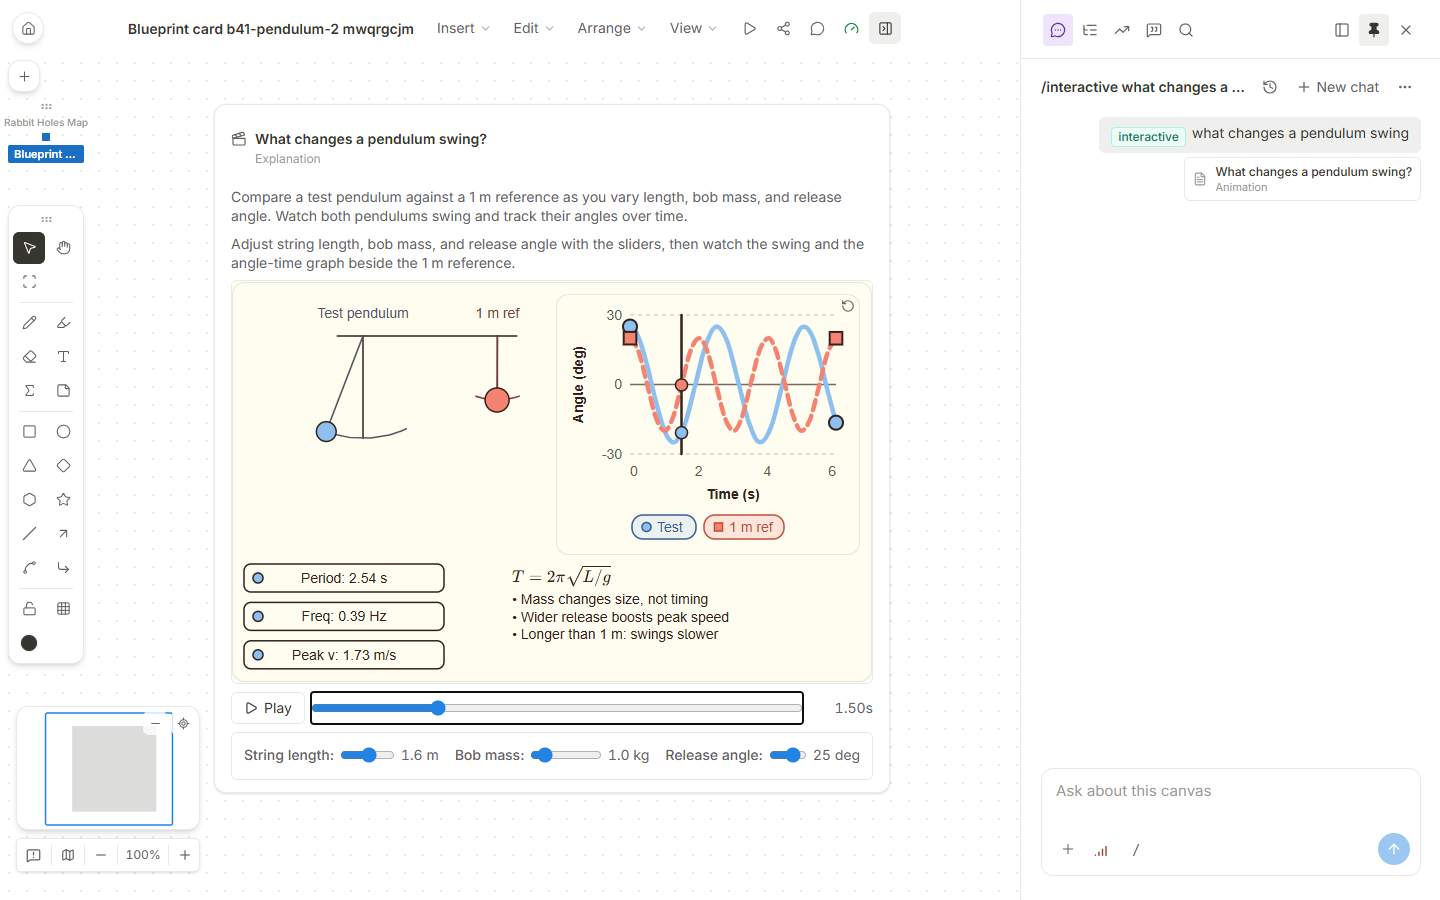 Blueprint card b41-pendulum-2 mwqrgcjm
Insert
Edit
Arrange
View
Rabbit Holes Map
Blueprint ...
What changes a pendulum swing?
Explanation
Compare a test pendulum against a 1 m reference as you vary length, bob mass, and release
angle. Watch both pendulums swing and track their angles over time.
Adjust string length, bob mass, and release angle with the sliders, then watch the swing and the
angle-time graph beside the 1 m reference.
Test pendulum
1 m ref
30
0
-30
Angle (deg)
0 2 4 6
Time (s)
Test
1 m ref
Period: 2.54 s
Freq: 0.39 Hz
Peak v: 1.73 m/s
T = 2π√L/g
• Mass changes size, not timing
• Wider release boosts peak speed
• Longer than 1 m: swings slower
Play
1.50s
String length: 1.6 m
Bob mass: 1.0 kg
Release angle: 25 deg
100%
/interactive what changes a ...
New chat
interactive what changes a pendulum swing
What changes a pendulum swing?
Animation
Ask about this canvas
/